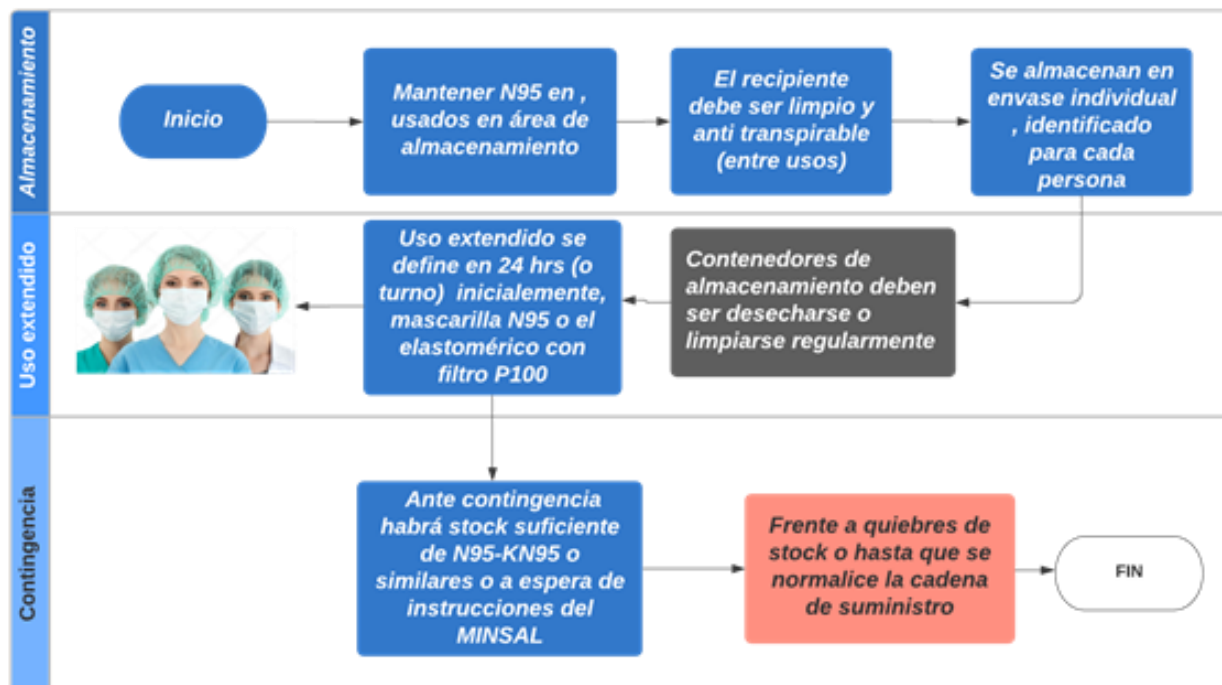 Almacenamiento
Inicio
Mantener N95 en ,
usados en área de
almacenamiento
El recipiente
debe ser limpio y
anti transpirable
(entre usos)
Se almacenan en
envase individual
, identificado
para cada
persona
Uso extendido
Contenedores de
almacenamiento deben
ser desecharse o
limpiarse regularmente
Uso extendido se
define en 24 hrs (o
turno) inicialemente,
mascarilla N95 o el
elastomérico con
filtro P100
Contingencia
Ante contingencia
habrá stock suficiente
de N95-KN95 o
similares o a espera de
instrucciones del
MINSAL
Frente a quiebres de
stock o hasta que se
normalice la cadena
de suministro
FIN